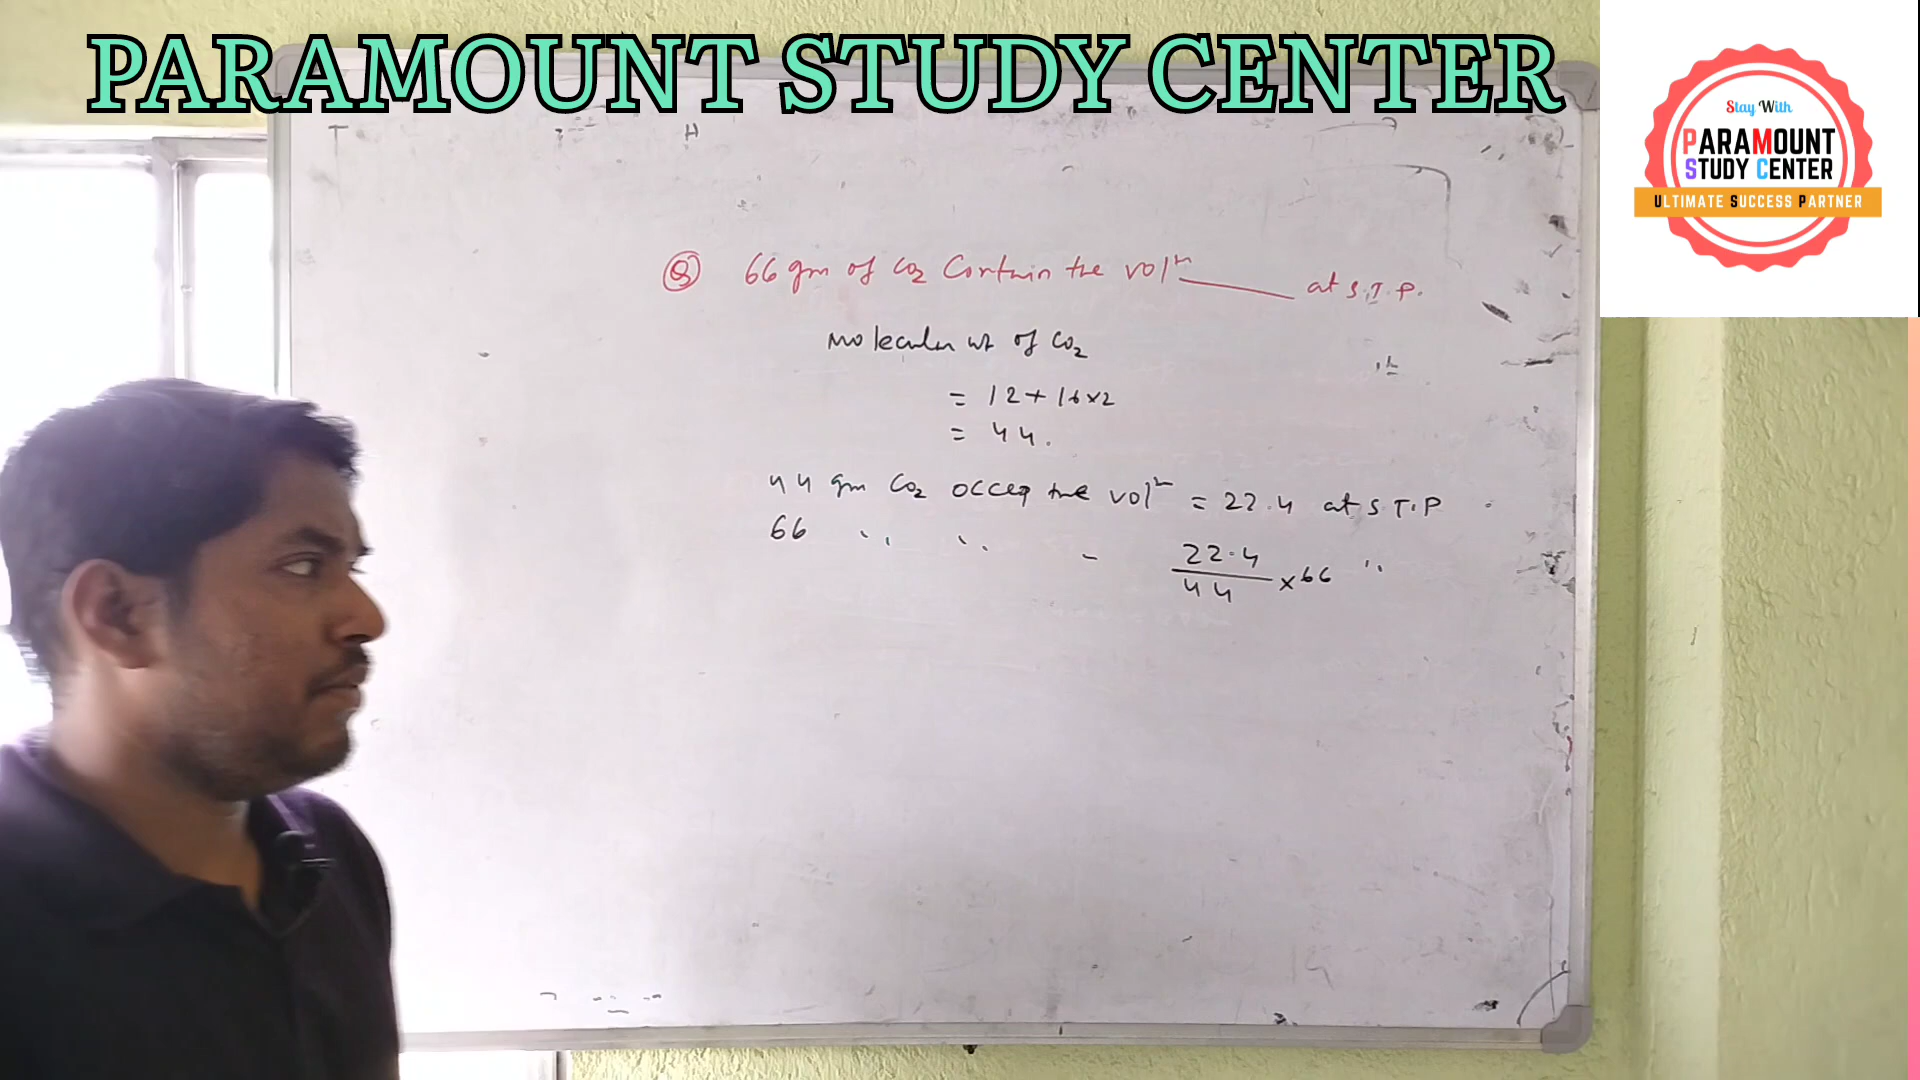 PARAMOUNT STUDY CENTER
Stay With
PARAMOUNT
STUDY CENTER
ULTIMATE SUCCESS PARTNER
T H
Q 66 gm of CO2 Contain the volm ______ at S.T.P.
Molecular wt of CO2
= 12 + 16 x 2
= 44.
44 gm CO2 occup the volm = 22.4 at S.T.P
66 " " - 22.4/44 x 66 "